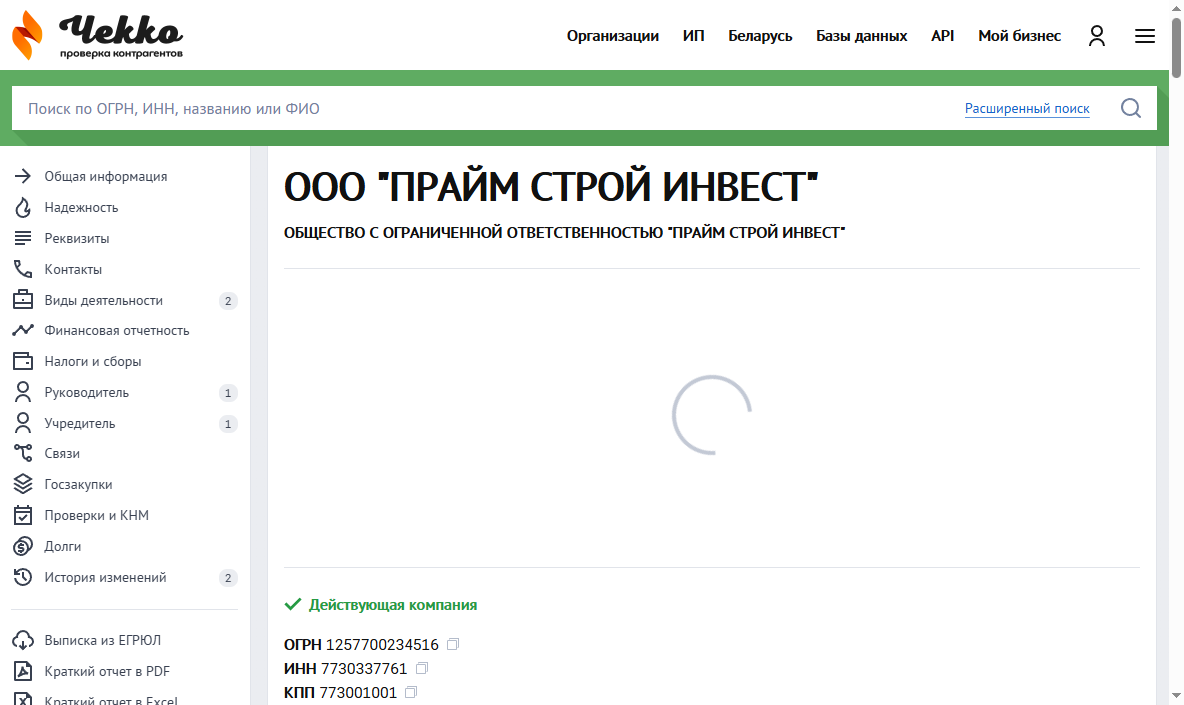 Чекко
проверка контрагентов
Организации ИП Беларусь Базы данных API Мой бизнес
Поиск по ОГРН, ИНН, названию или ФИО Расширенный поиск
Общая информация
Надежность
Реквизиты
Контакты
Виды деятельности 2
Финансовая отчетность
Налоги и сборы
Руководитель 1
Учредитель 1
Связи
Госзакупки
Проверки и КНМ
Долги
История изменений 2
Выписка из ЕГРЮЛ
Краткий отчет в PDF
Краткий отчет в Excel
ООО "ПРАЙМ СТРОЙ ИНВЕСТ"
ОБЩЕСТВО С ОГРАНИЧЕННОЙ ОТВЕТСТВЕННОСТЬЮ "ПРАЙМ СТРОЙ ИНВЕСТ"
Действующая компания
ОГРН 1257700234516
ИНН 7730337761
КПП 773001001